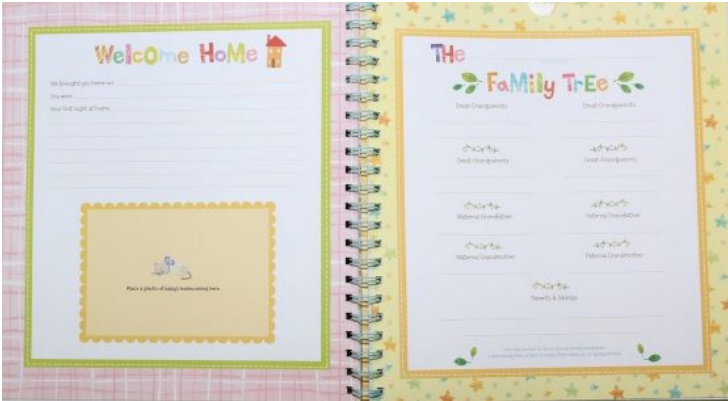 Welcome Home
We brought you home on
You wore
Your first night at home
Place a photo of baby's homecoming here.
The
Family Tree
Great-Grandparents Great-Grandparents
Great-Grandparents Great-Grandparents
Maternal Grandfather Paternal Grandfather
Maternal Grandmother Paternal Grandmother
Parents & Siblings